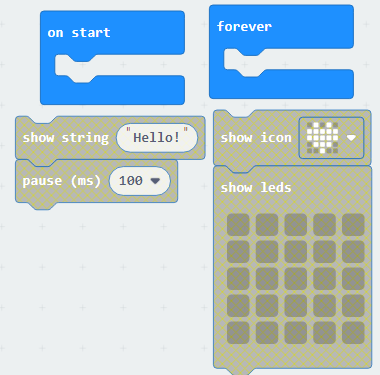 on start
forever
show string "Hello!"
show icon
pause (ms) 100
show leds